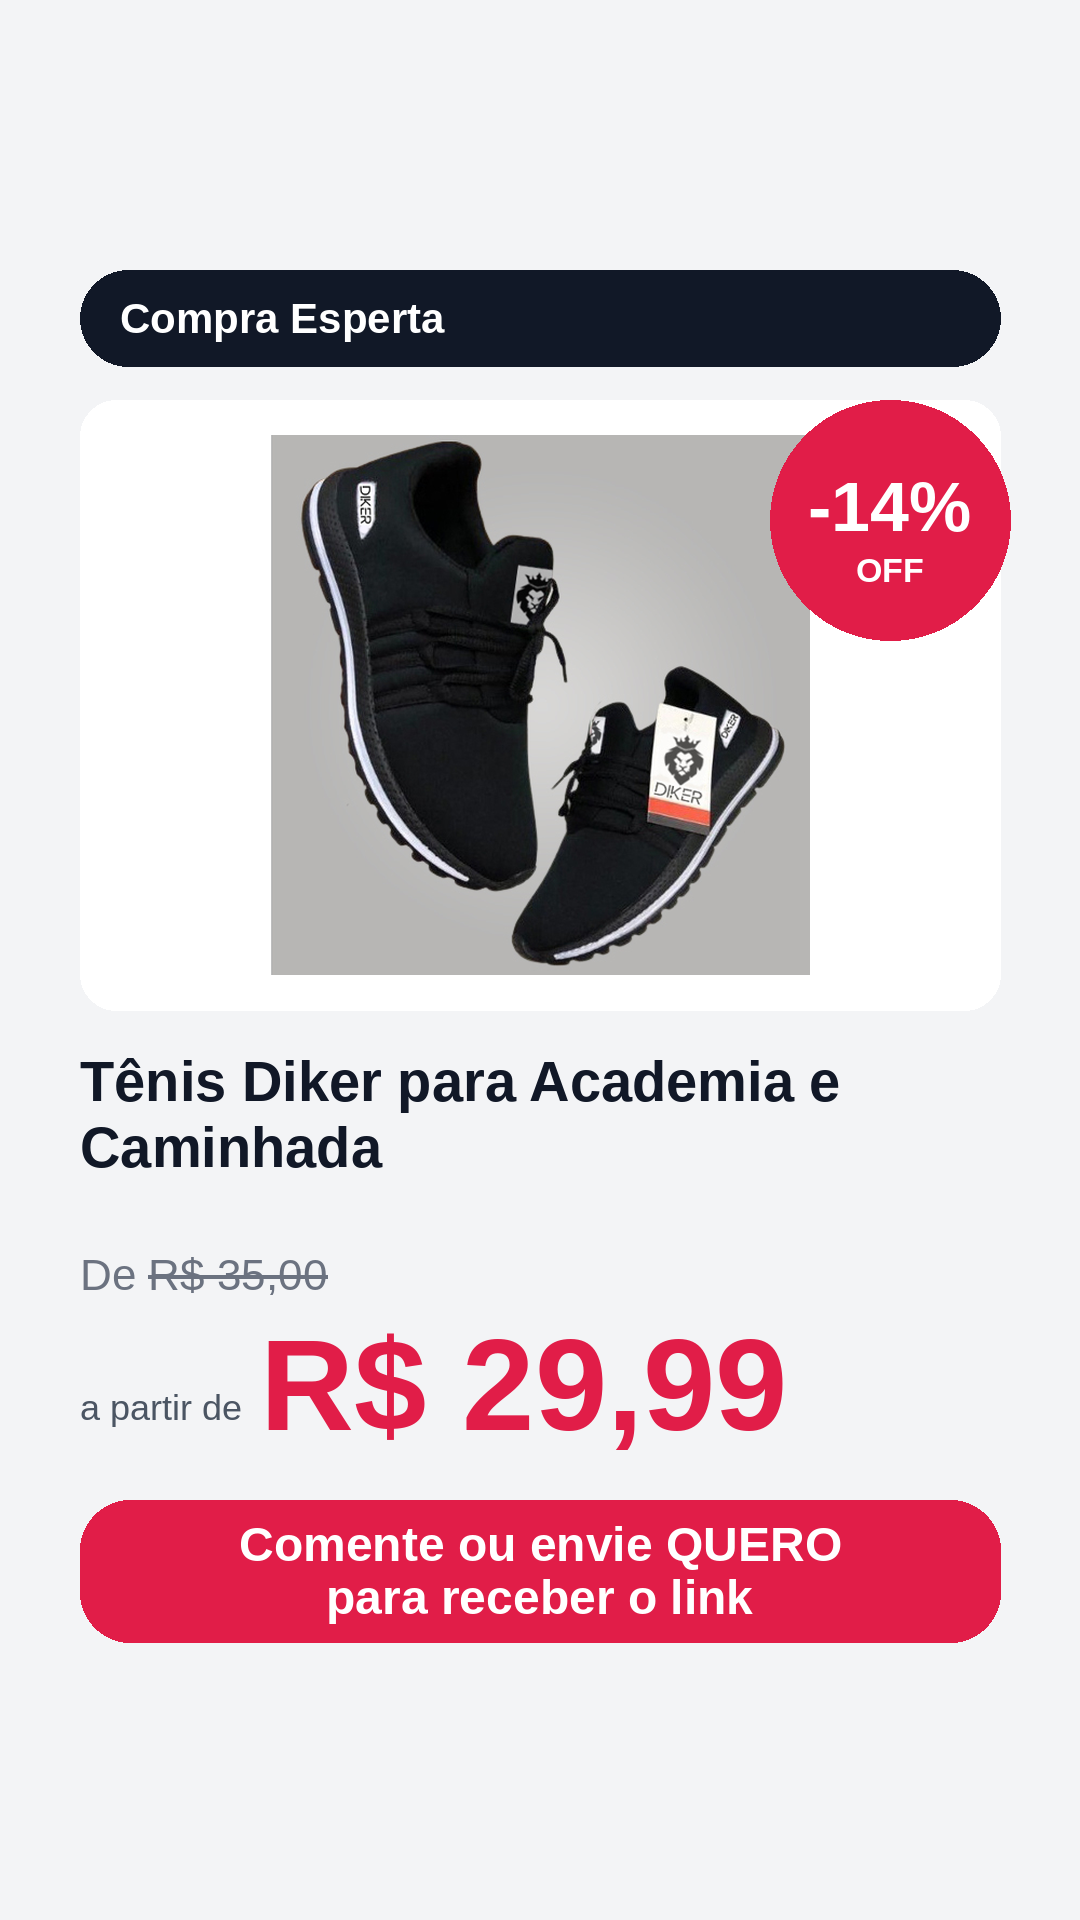 Compra Esperta
-14%
OFF
DIKER
DIKER
DIKER
Tênis Diker para Academia e
Caminhada
De R$ 35,00
a partir de R$ 29,99
Comente ou envie QUERO
para receber o link